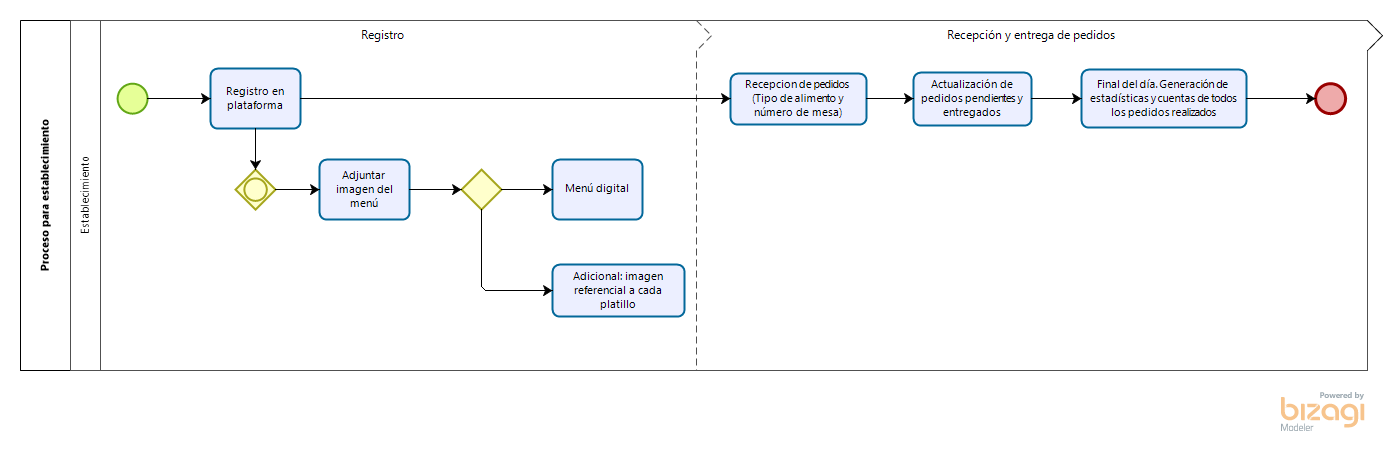 Proceso para establecimiento
Establecimiento
Registro
Recepción y entrega de pedidos
Registro en
plataforma
Recepcion de pedidos
(Tipo de alimento y
número de mesa)
Actualización de
pedidos pendientes y
entregados
Final del día. Generación de
estadísticas y cuentas de todos
los pedidos realizados
Adjuntar
imagen del
menú
Menú digital
Adicional: imagen
referencial a cada
platillo
Powered by
bizagi
Modeler